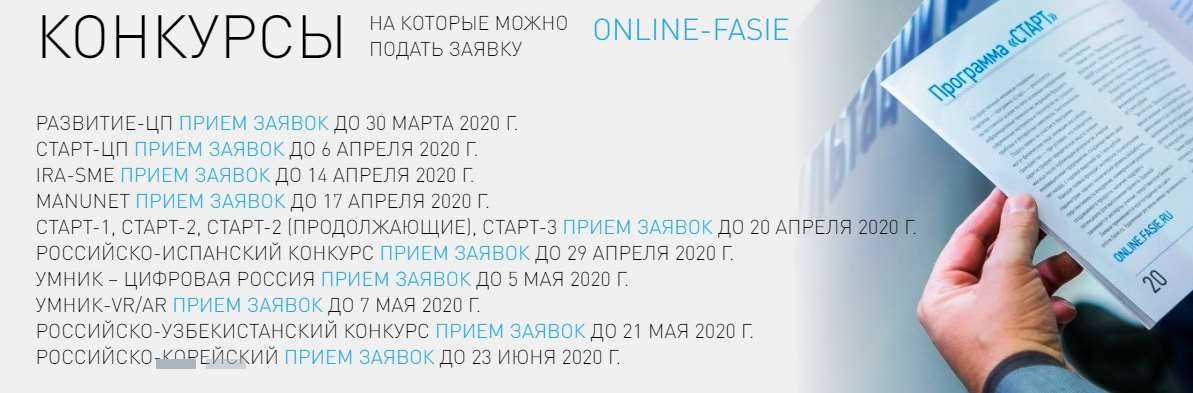 КОНКУРСЫ
НА КОТОРЫЕ МОЖНО
ПОДАТЬ ЗАЯВКУ
ONLINE-FASIE
РАЗВИТИЕ-ЦП ПРИЕМ ЗАЯВОК ДО 30 МАРТА 2020 Г.
СТАРТ-ЦП ПРИЕМ ЗАЯВОК ДО 6 АПРЕЛЯ 2020 Г.
IRA-SME ПРИЕМ ЗАЯВОК ДО 14 АПРЕЛЯ 2020 Г.
MANUNET ПРИЕМ ЗАЯВОК ДО 17 АПРЕЛЯ 2020 Г.
СТАРТ-1, СТАРТ-2, СТАРТ-2 (ПРОДОЛЖАЮЩИЕ), СТАРТ-3 ПРИЕМ ЗАЯВОК ДО 20 АПРЕЛЯ 2020 Г.
РОССИЙСКО-ИСПАНСКИЙ КОНКУРС ПРИЕМ ЗАЯВОК ДО 29 АПРЕЛЯ 2020 Г.
УМНИК – ЦИФРОВАЯ РОССИЯ ПРИЕМ ЗАЯВОК ДО 5 МАЯ 2020 Г.
УМНИК-VR/AR ПРИЕМ ЗАЯВОК ДО 7 МАЯ 2020 Г.
РОССИЙСКО-УЗБЕКИСТАНСКИЙ КОНКУРС ПРИЕМ ЗАЯВОК ДО 21 МАЯ 2020 Г.
РОССИЙСКО-КОРЕЙСКИЙ ПРИЕМ ЗАЯВОК ДО 23 ИЮНЯ 2020 Г.
Программа «СТАРТ»
ONLINE.FASIE.RU
20